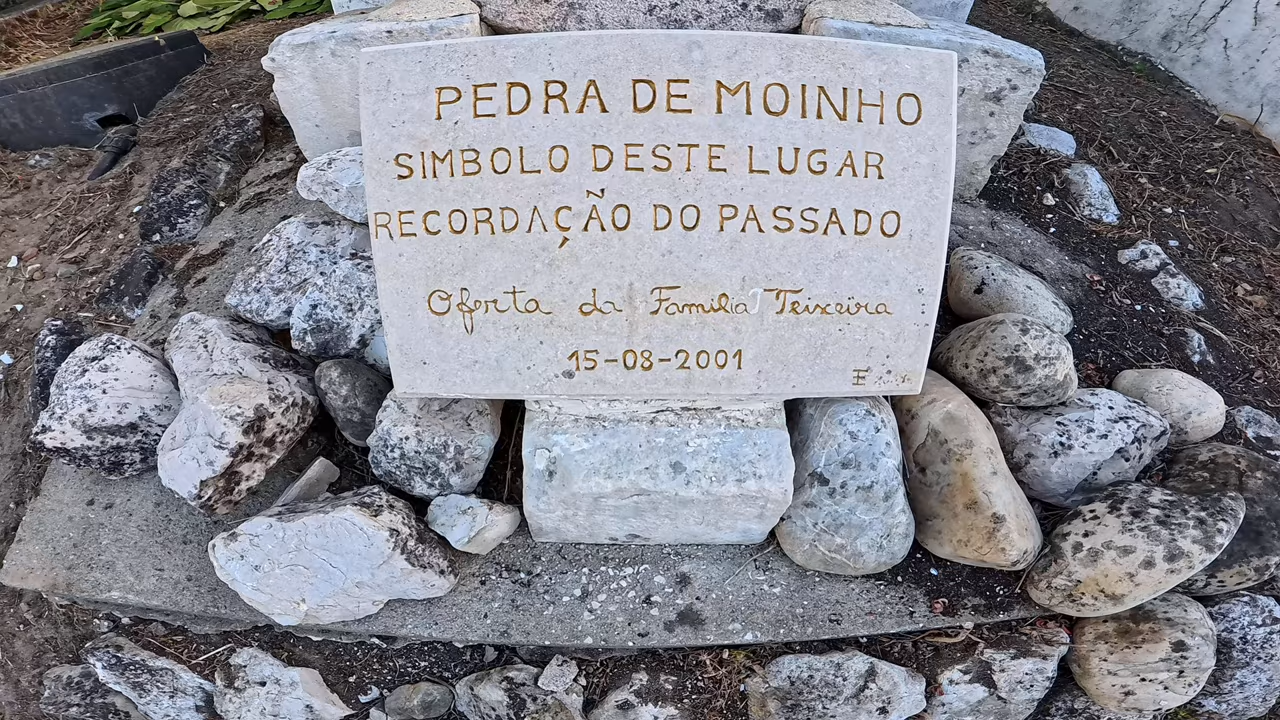 PEDRA DE MOINHO
SIMBOLO DESTE LUGAR
RECORDAÇÃO DO PASSADO
Oferta da Familia Teixeira
15-08-2001